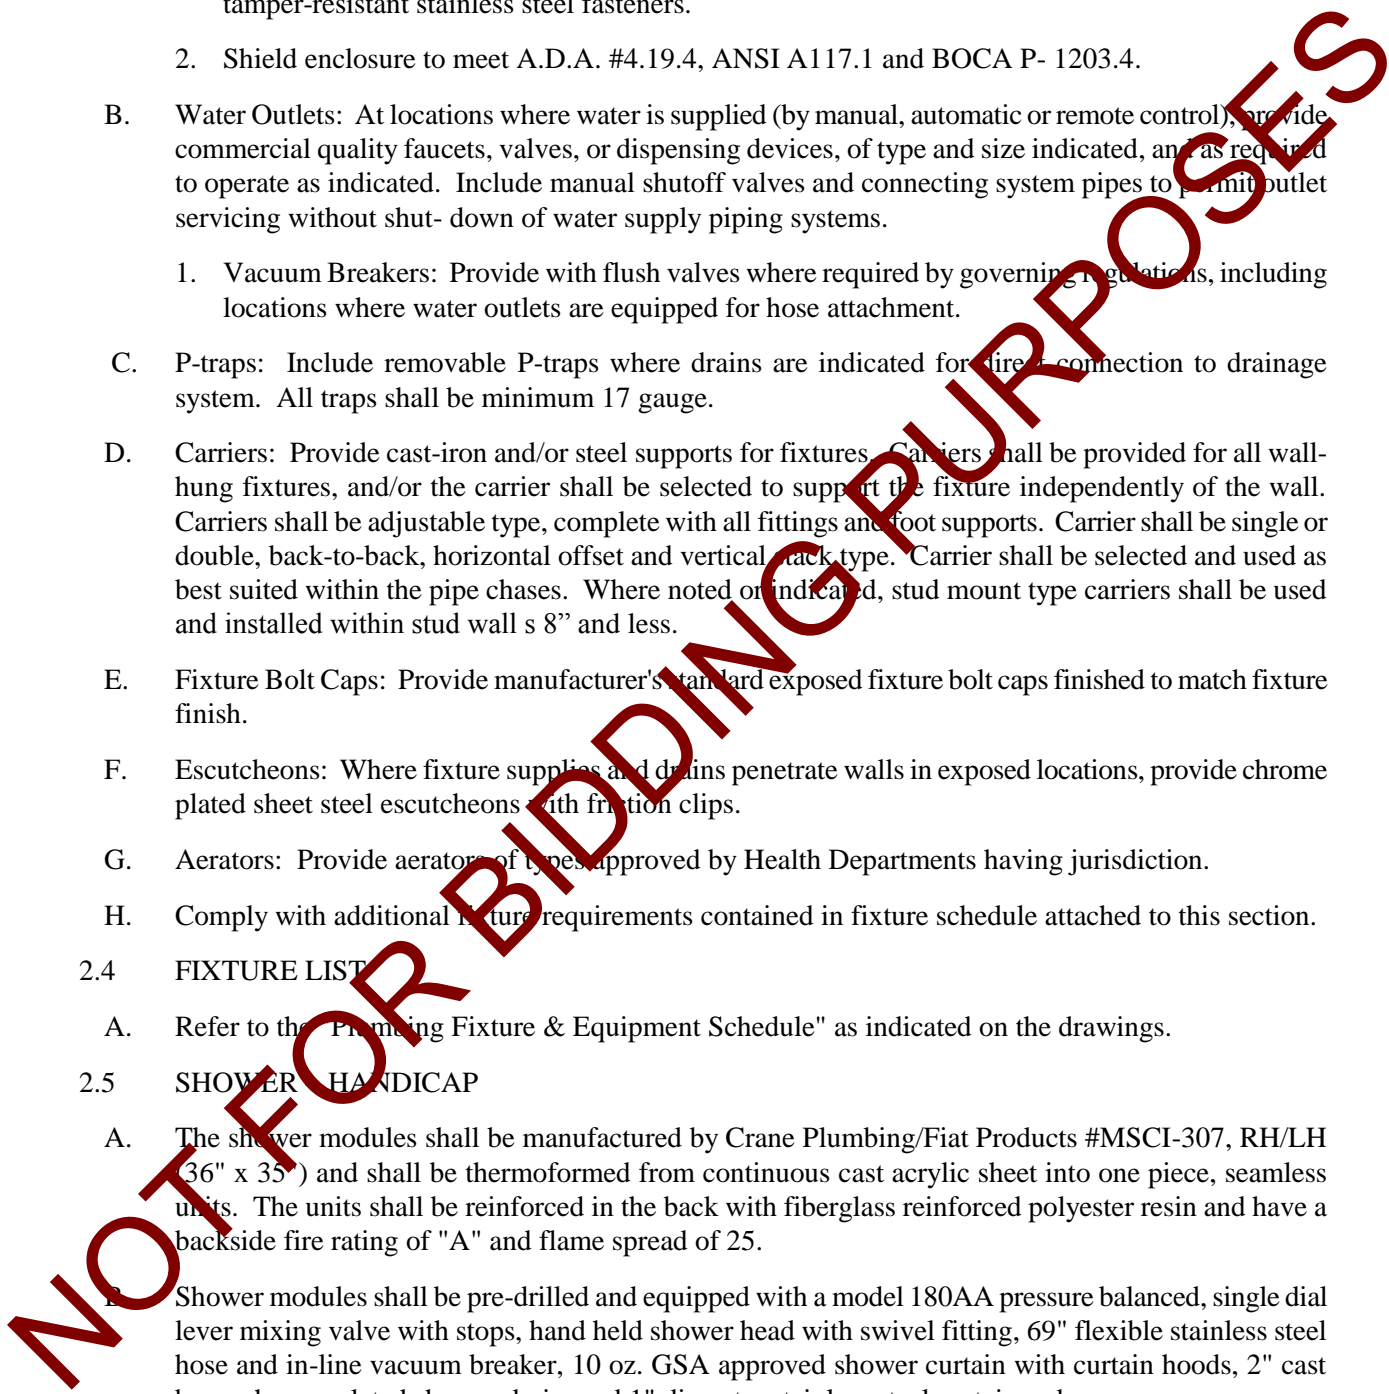 tamper-resistant stainless steel fasteners.
2. Shield enclosure to meet A.D.A. #4.19.4, ANSI A117.1 and BOCA P- 1203.4.
B. Water Outlets: At locations where water is supplied (by manual, automatic or remote control), provide
commercial quality faucets, valves, or dispensing devices, of type and size indicated, and as required
to operate as indicated. Include manual shutoff valves and connecting system pipes to permit outlet
servicing without shut- down of water supply piping systems.
1. Vacuum Breakers: Provide with flush valves where required by governing regulations, including
locations where water outlets are equipped for hose attachment.
C. P-traps: Include removable P-traps where drains are indicated for direct connection to drainage
system. All traps shall be minimum 17 gauge.
D. Carriers: Provide cast-iron and/or steel supports for fixtures. Carriers shall be provided for all wall-
hung fixtures, and/or the carrier shall be selected to support the fixture independently of the wall.
Carriers shall be adjustable type, complete with all fittings and foot supports. Carrier shall be single or
double, back-to-back, horizontal offset and vertical stack type. Carrier shall be selected and used as
best suited within the pipe chases. Where noted or indicated, stud mount type carriers shall be used
and installed within stud wall s 8” and less.
E. Fixture Bolt Caps: Provide manufacturer's standard exposed fixture bolt caps finished to match fixture
finish.
F. Escutcheons: Where fixture supplies and drains penetrate walls in exposed locations, provide chrome
plated sheet steel escutcheons with friction clips.
G. Aerators: Provide aerators of types approved by Health Departments having jurisdiction.
H. Comply with additional fixture requirements contained in fixture schedule attached to this section.
2.4 FIXTURE LIST
A. Refer to the "Plumbing Fixture & Equipment Schedule" as indicated on the drawings.
2.5 SHOWER HANDICAP
A. The shower modules shall be manufactured by Crane Plumbing/Fiat Products #MSCI-307, RH/LH
(36" x 35") and shall be thermoformed from continuous cast acrylic sheet into one piece, seamless
units. The units shall be reinforced in the back with fiberglass reinforced polyester resin and have a
backside fire rating of "A" and flame spread of 25.
B. Shower modules shall be pre-drilled and equipped with a model 180AA pressure balanced, single dial
lever mixing valve with stops, hand held shower head with swivel fitting, 69" flexible stainless steel
hose and in-line vacuum breaker, 10 oz. GSA approved shower curtain with curtain hoods, 2" cast
NOT FOR BIDDING PURPOSES